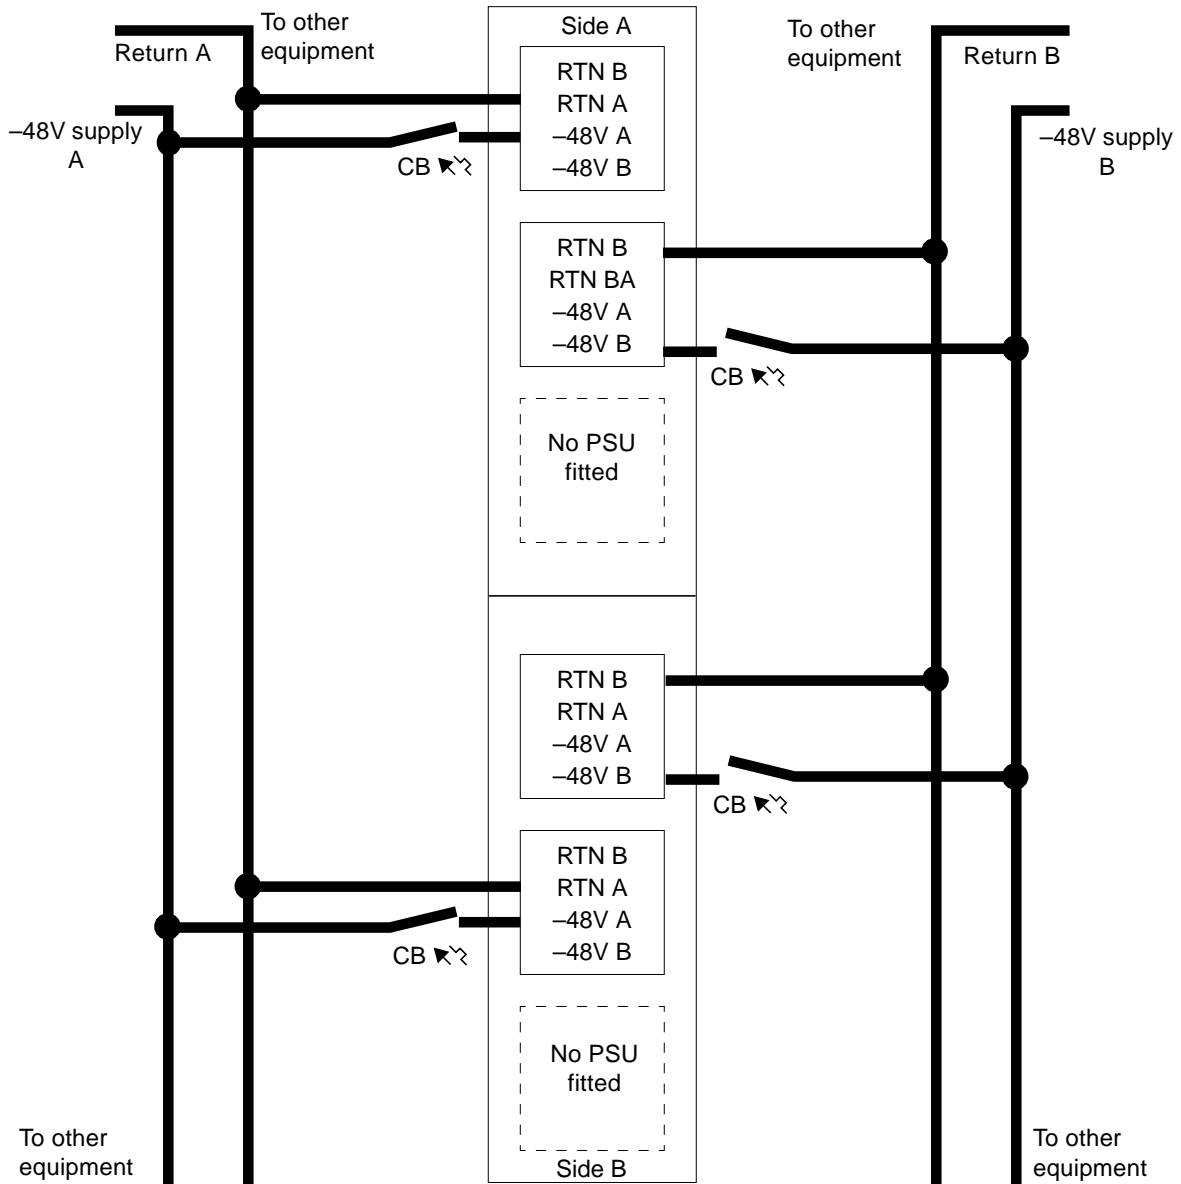 Side A
To other
equipment
To other
equipment
Return A
Return B
–48V supply
A
–48V supply
B
RTN B
RTN A
–48V A
–48V B
CB
RTN B
RTN BA
–48V A
–48V B
CB
No PSU
fitted
RTN B
RTN A
–48V A
–48V B
CB
RTN B
RTN A
–48V A
–48V B
CB
No PSU
fitted
To other
equipment
Side B
To other
equipment